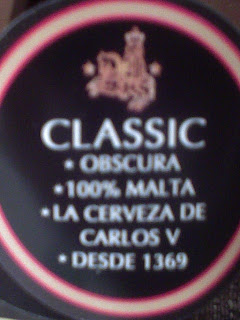 CLASSIC
* OBSCURA
* 100% MALTA
* LA CERVEZA DE
CARLOS V
* DESDE 1369